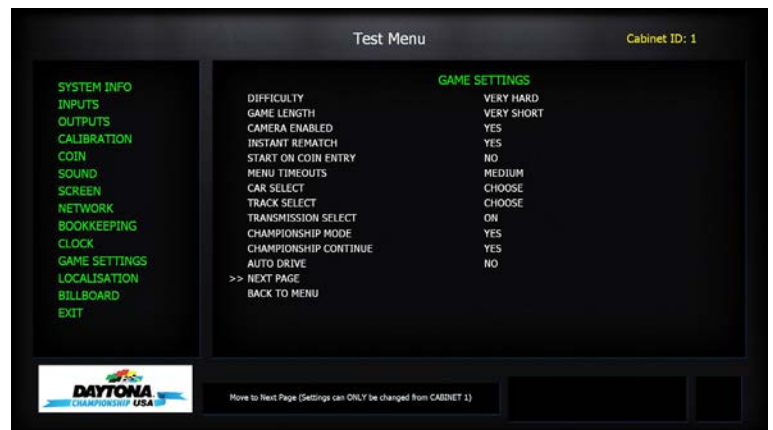 Test Menu
Cabinet ID: 1
SYSTEM INFO
INPUTS
OUTPUTS
CALIBRATION
COIN
SOUND
SCREEN
NETWORK
BOOKKEEPING
CLOCK
GAME SETTINGS
LOCALISATION
BILLBOARD
EXIT
GAME SETTINGS
DIFFICULTY VERY HARD
GAME LENGTH VERY SHORT
CAMERA ENABLED YES
INSTANT REMATCH YES
START ON COIN ENTRY NO
MENU TIMEOUTS MEDIUM
CAR SELECT CHOOSE
TRACK SELECT CHOOSE
TRANSMISSION SELECT ON
CHAMPIONSHIP MODE YES
CHAMPIONSHIP CONTINUE YES
AUTO DRIVE NO
>> NEXT PAGE
BACK TO MENU
DAYTONA
CHAMPIONSHIP USA
Move to Next Page (Settings can ONLY be changed from CABINET 1)